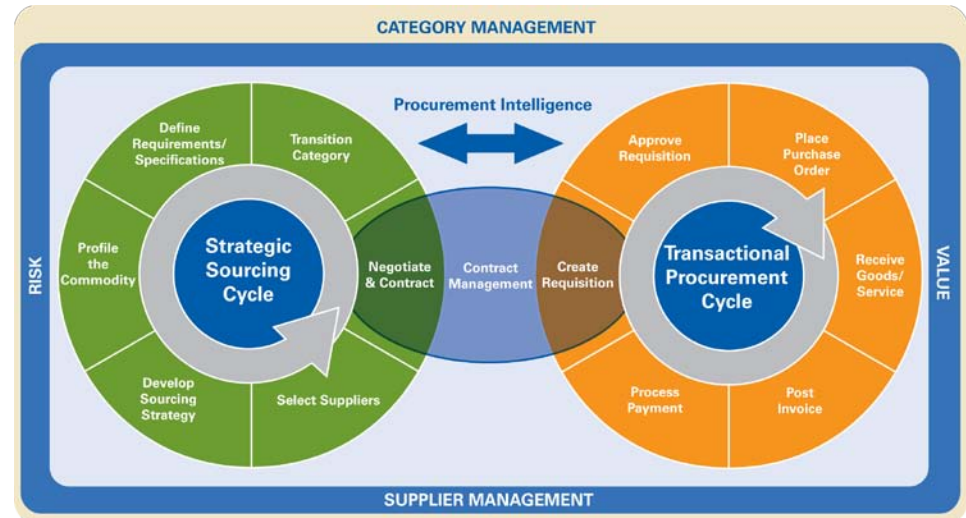 CATEGORY MANAGEMENT
RISK
Define
Requirements/
Specifications
Transition
Category
Profile
the
Commodity
Strategic
Sourcing
Cycle
Negotiate
& Contract
Develop
Sourcing
Strategy
Select Suppliers
Procurement Intelligence
Contract
Management
Approve
Requisition
Place
Purchase
Order
Create
Requisition
Transactional
Procurement
Cycle
Receive
Goods/
Service
Process
Payment
Post
Invoice
VALUE
SUPPLIER MANAGEMENT